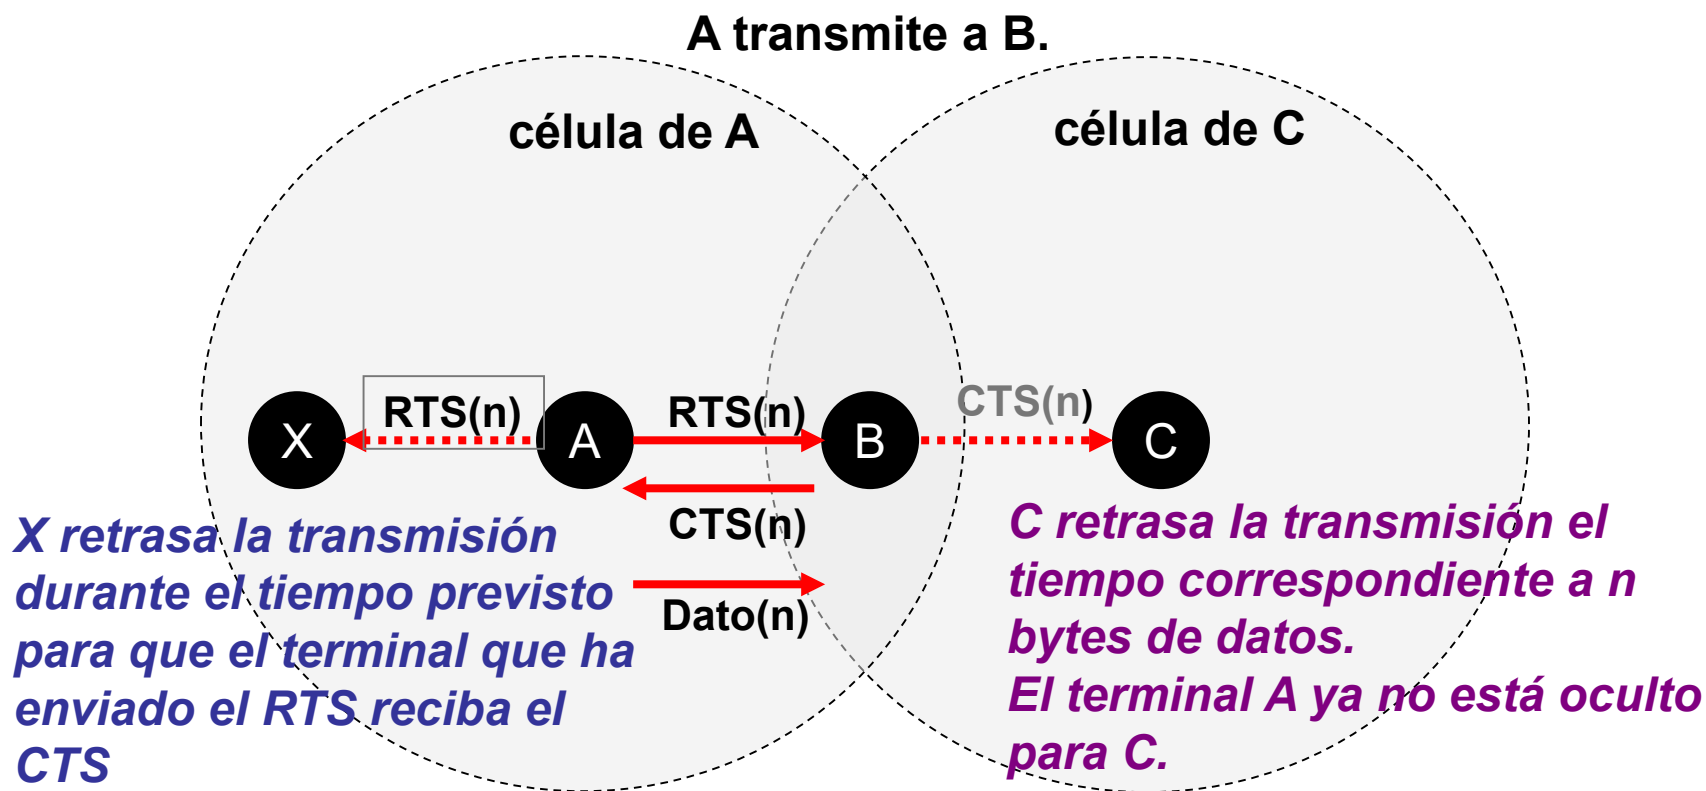 A transmite a B.
célula de A
célula de C
RTS(n)
RTS(n)
CTS(n)
X
A
B
C
CTS(n)
Dato(n)
X retrasa la transmisión
durante el tiempo previsto
para que el terminal que ha
enviado el RTS reciba el
CTS
C retrasa la transmisión el
tiempo correspondiente a n
bytes de datos.
El terminal A ya no está oculto
para C.